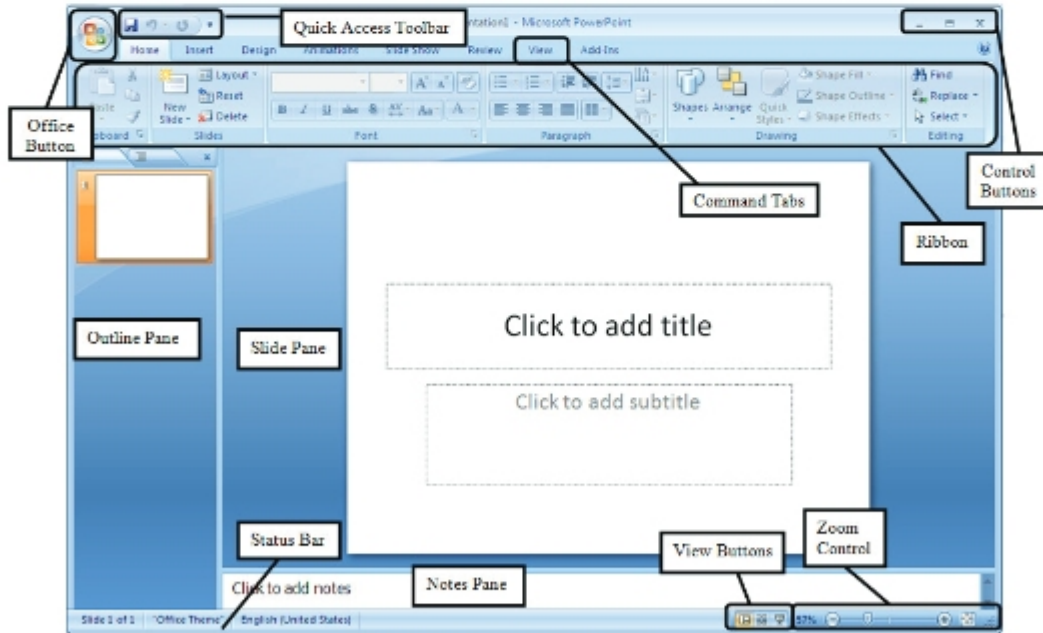 Quick Access Toolbar
ntation1 - Microsoft PowerPoint
Home Insert Design Animations Slide Show Review View Add-Ins
Layout
Reset
Delete
New
Slide
Slides
Font
Paragraph
Shapes Arrange Quick
Styles
Shape Fill
Shape Outline
Shape Effects
Drawing
Find
Replace
Select
Editing
Office
Button
Control
Buttons
Command Tabs
Ribbon
Click to add title
Outline Pane
Slide Pane
Click to add subtitle
Status Bar
View Buttons
Zoom
Control
Click to add notes
Notes Pane
Slide 1 of 1 "Office Theme" English (United States)
57%